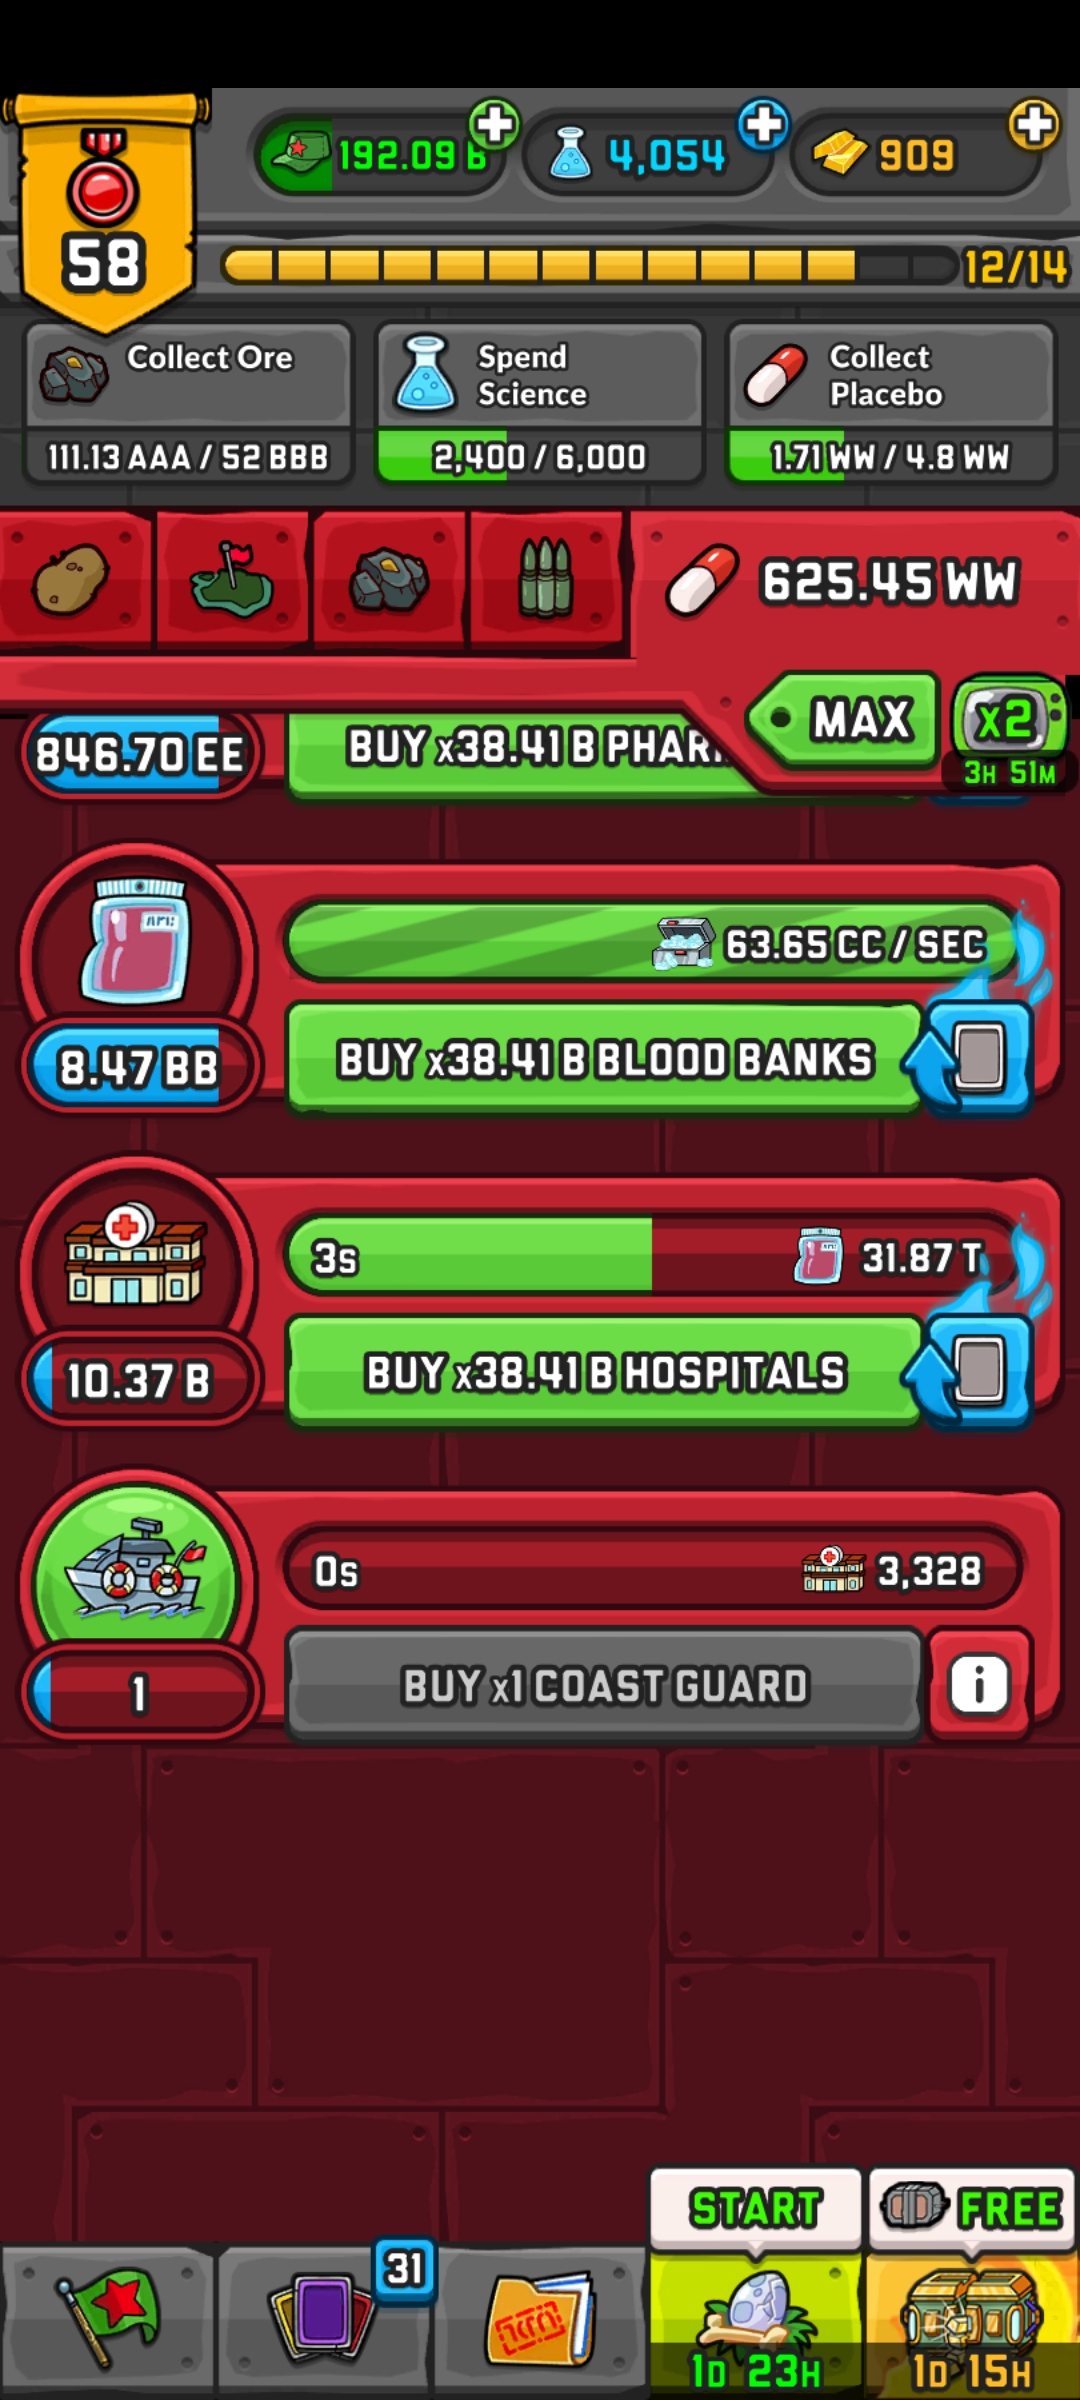 192.09 B
4,054
909
58
12/14
Collect Ore
111.13 AAA / 52 BBB
Spend
Science
2,400 / 6,000
Collect
Placebo
1.71 WW / 4.8 WW
625.45 WW
MAX
x2
3H 51M
846.70 EE
BUY x38.41 B PHAR
63.65 CC / SEC
8.47 BB
BUY x38.41 B BLOOD BANKS
3s
31.87 T
10.37 B
BUY x38.41 B HOSPITALS
0s
3,328
1
BUY x1 COAST GUARD
i
START
FREE
31
1D 23H
1D 15H